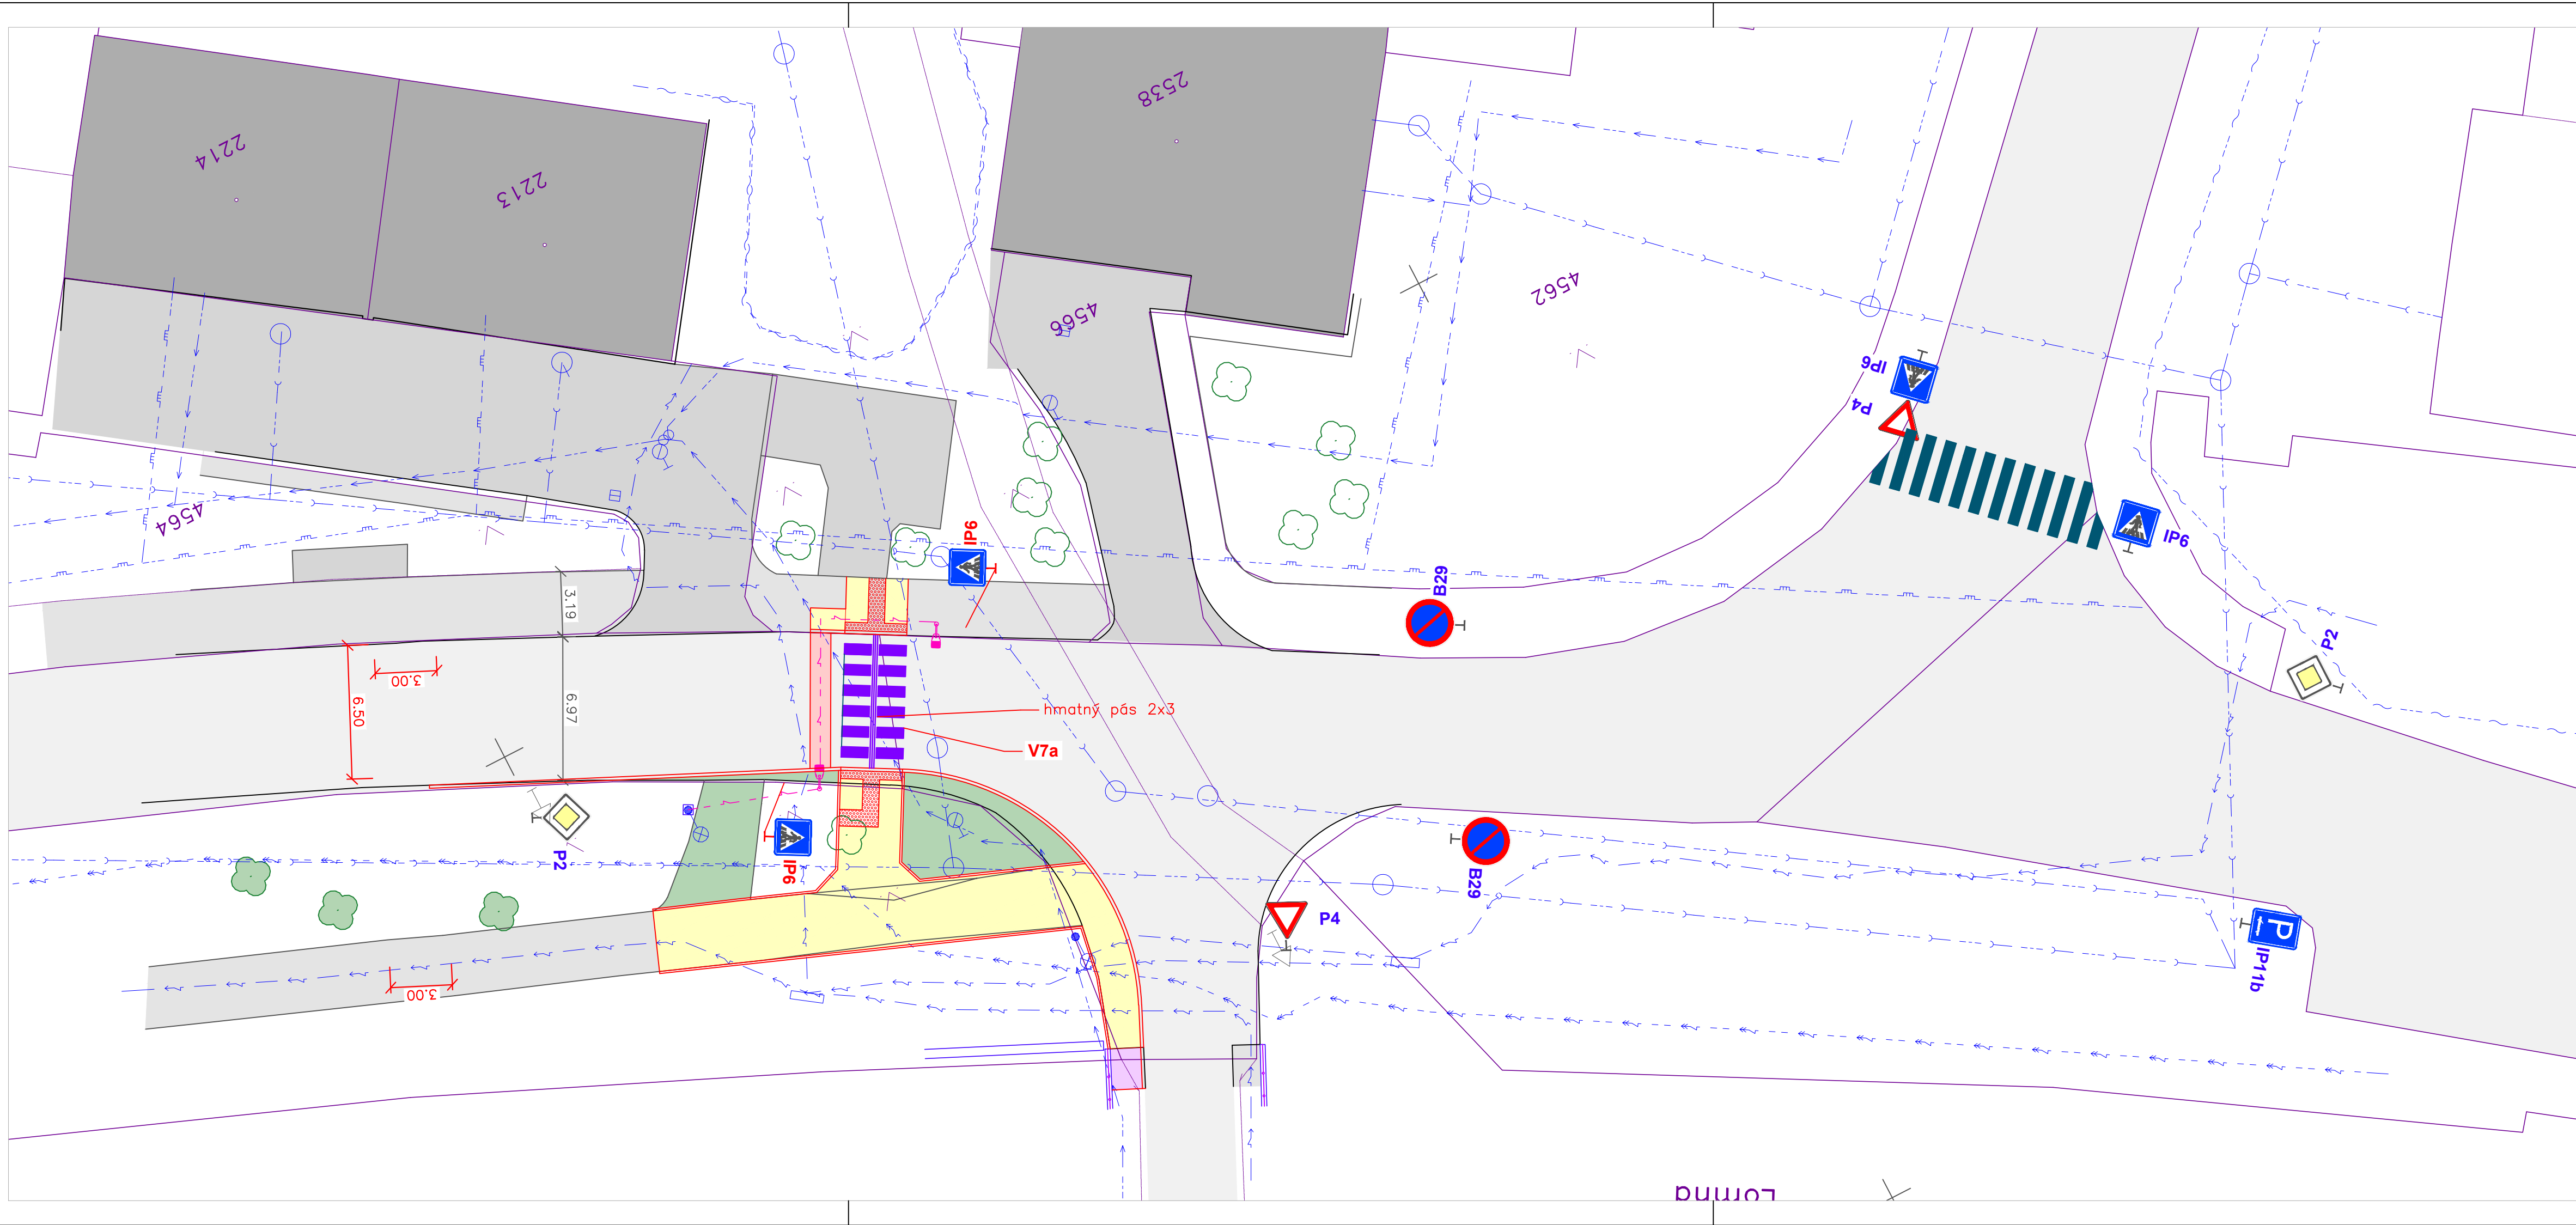 2214
2213
2538
4566
4562
4564
IP6
P4
IP6
P2
IP6
B29
3.19
3.00
6.50
6.97
hmatný pás 2x3
V7a
P2
IP6
B29
P4
P
IP11b
3.00
Lomná